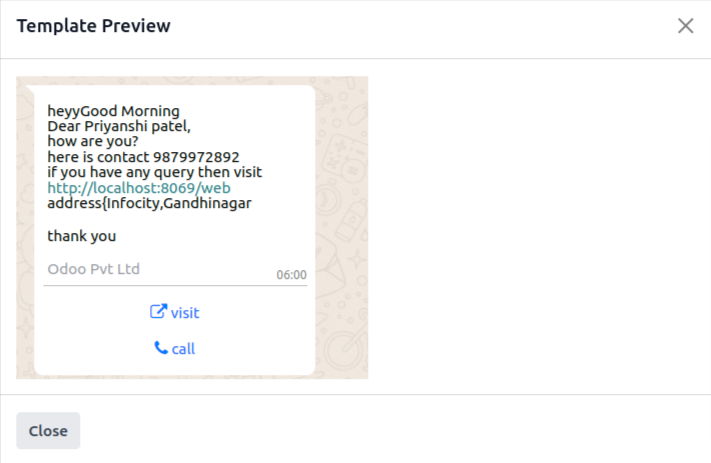 Template Preview
heyyGood Morning
Dear Priyanshi patel,
how are you?
here is contact 9879972892
if you have any query then visit
http://localhost:8069/web
address{Infocity,Gandhinagar
thank you
Odoo Pvt Ltd
06:00
visit
call
Close